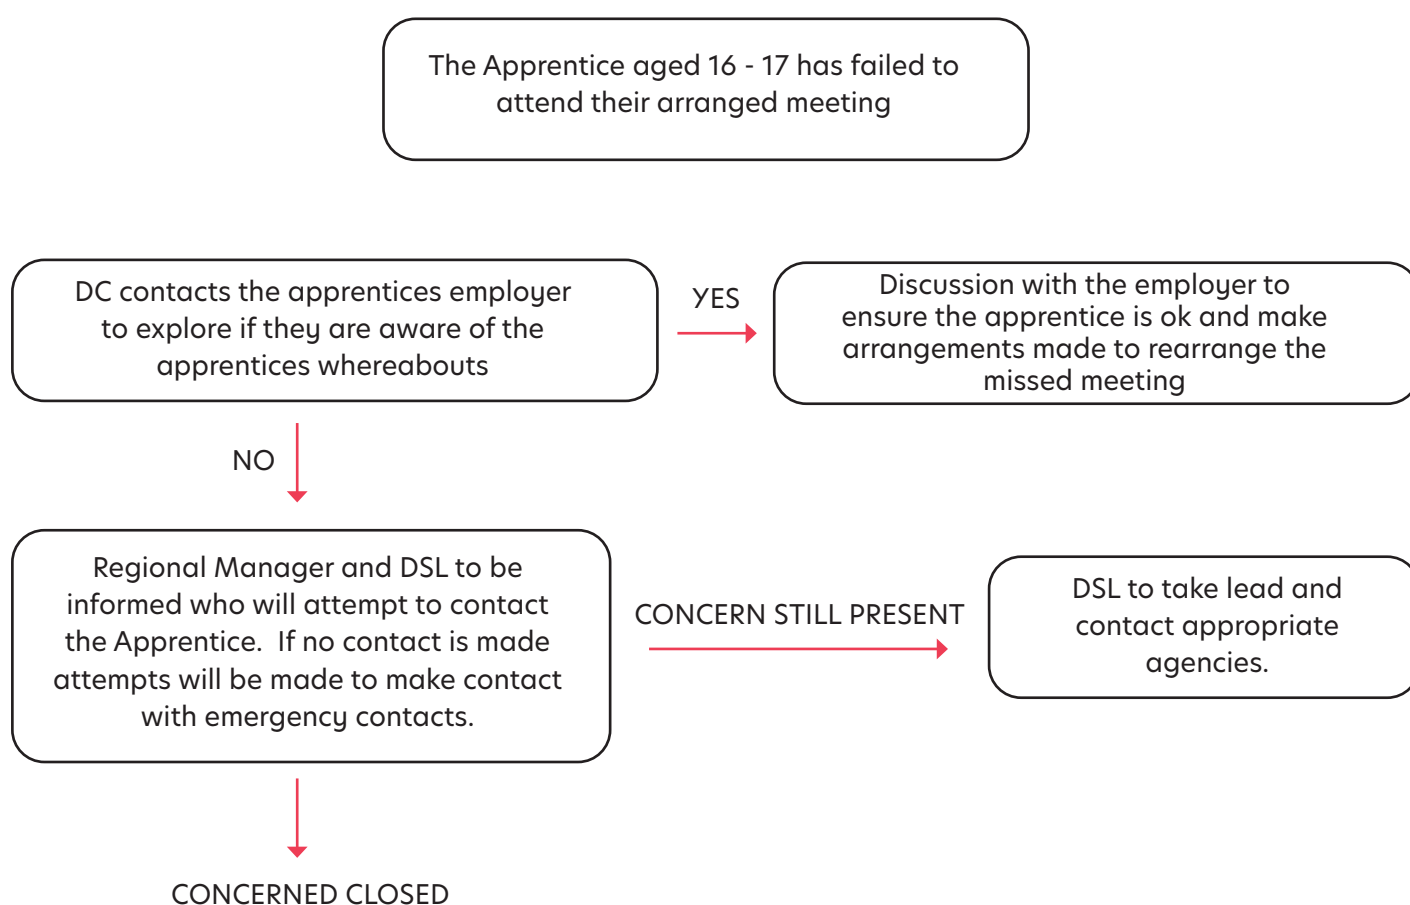 The Apprentice aged 16 - 17 has failed to
attend their arranged meeting
DC contacts the apprentices employer
to explore if they are aware of the
apprentices whereabouts
YES
Discussion with the employer to
ensure the apprentice is ok and make
arrangements made to rearrange the
missed meeting
NO
Regional Manager and DSL to be
informed who will attempt to contact
the Apprentice.  If no contact is made
attempts will be made to make contact
with emergency contacts.
CONCERN STILL PRESENT
DSL to take lead and
contact appropriate
agencies.
CONCERNED CLOSED